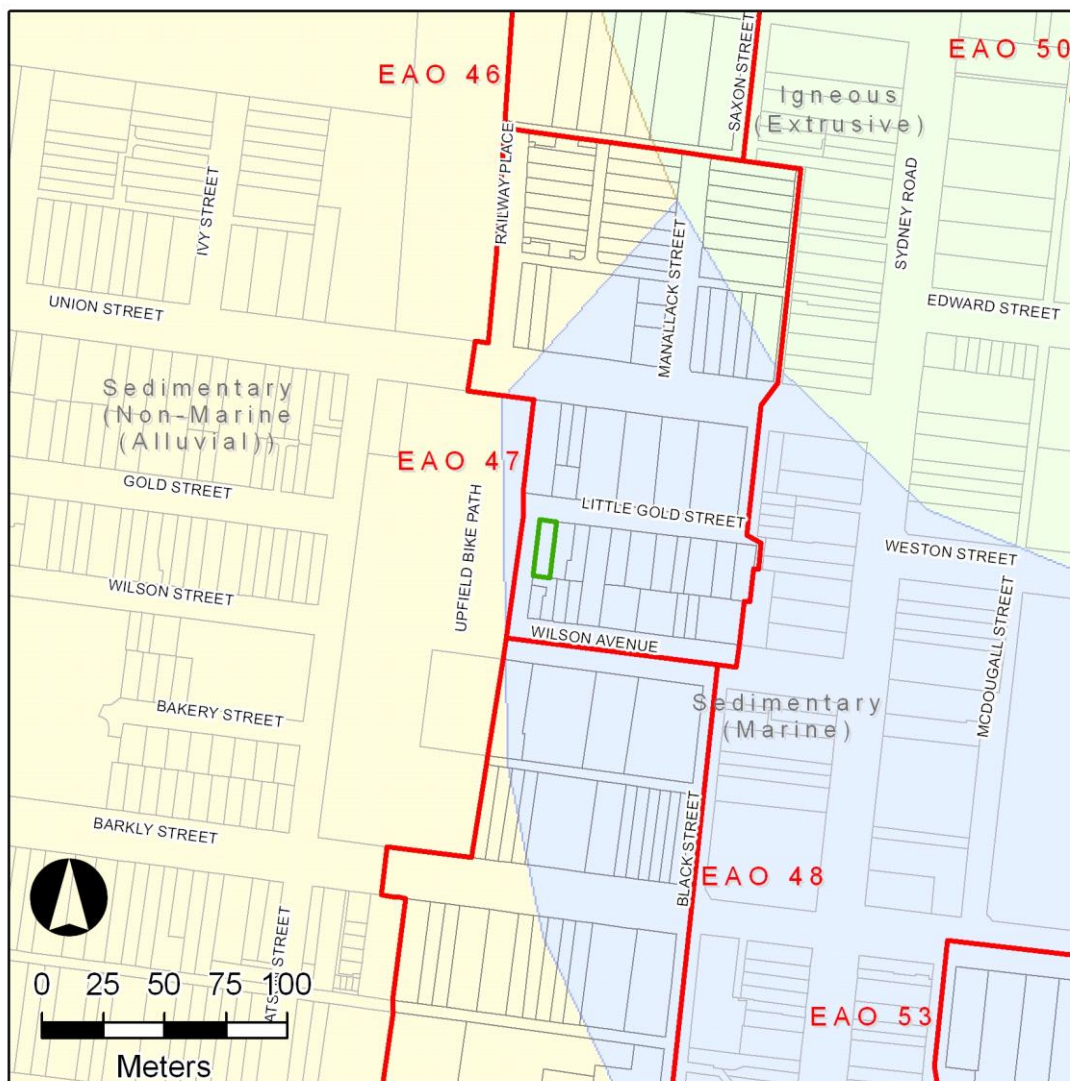 EAO 46
EAO 50
SAXON STREET
Igneous
(Extrusive)
RAILWAY PLACE
IVY STREET
SYDNEY ROAD
MANALLACK STREET
UNION STREET
EDWARD STREET
Sedimentary
(Non-Marine
(Alluvial))
EAO 47
GOLD STREET
LITTLE GOLD STREET
UPFIELD BIKE PATH
WESTON STREET
WILSON STREET
WILSON AVENUE
MCDOUGALL STREET
BAKERY STREET
Sedimentary
(Marine)
BARKLY STREET
BLACK STREET
EAO 48
STREET
0 25 50 75 100
EAO 53
Meters